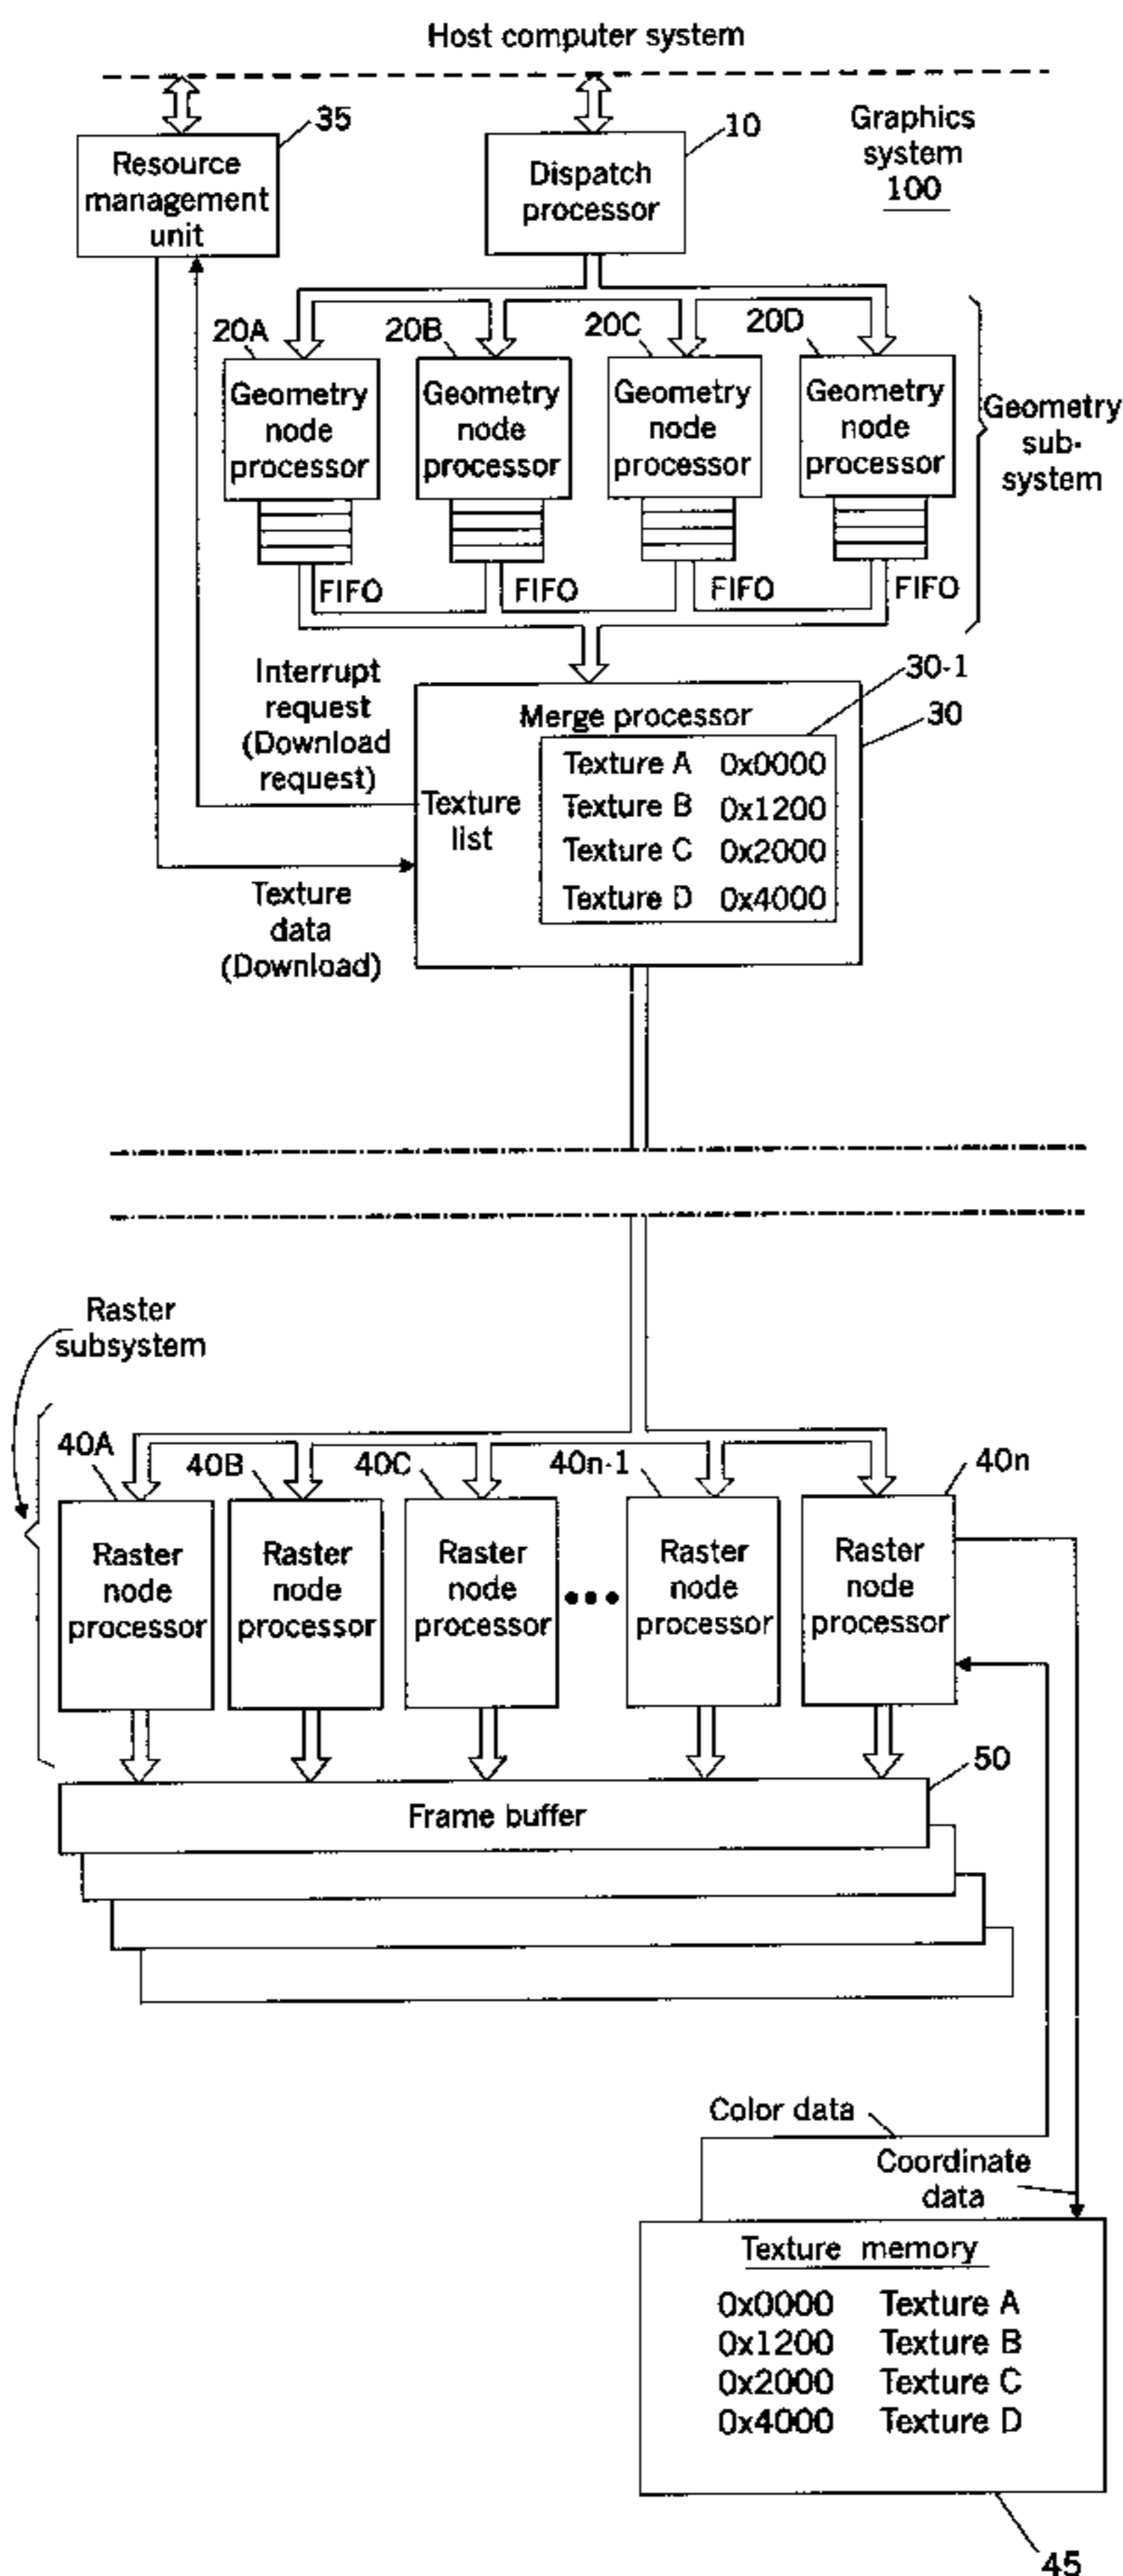 Host computer system
35
10
Graphics
system
100
Resource
management
unit
Dispatch
processor
20A
20B
20C
20D
Geometry
node
processor
Geometry
node
processor
Geometry
node
processor
Geometry
node
processor
Geometry
sub-
system
FIFO
FIFO
FIFO
FIFO
Interrupt
request
(Download
request)
30-1
30
Merge processor
Texture
list
Texture A 0x0000
Texture B 0x1200
Texture C 0x2000
Texture D 0x4000
Texture
data
(Download)
Raster
subsystem
40A
40B
40C
40n-1
40n
Raster
node
processor
Raster
node
processor
Raster
node
processor
•••
Raster
node
processor
Raster
node
processor
50
Frame buffer
Color data
Coordinate
data
Texture memory
0x0000 Texture A
0x1200 Texture B
0x2000 Texture C
0x4000 Texture D
45